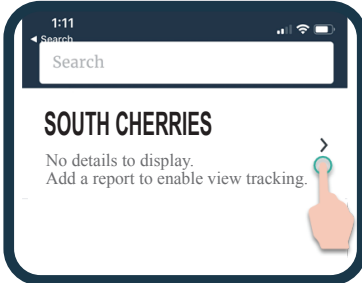 1:11
◀ Search
Search
SOUTH CHERRIES
No details to display.
Add a report to enable view tracking.